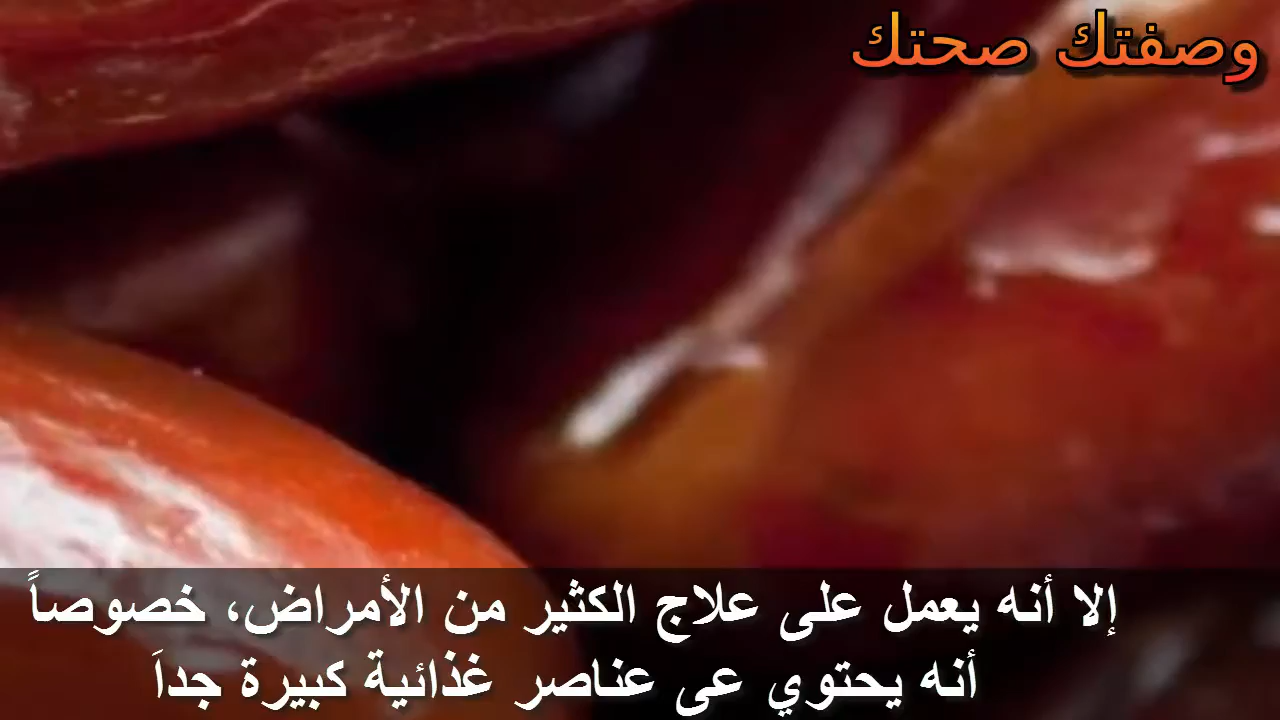 وصفتك صحتك
إلا أنه يعمل على علاج الكثير من الأمراض، خصوصاً
أنه يحتوي عى عناصر غذائية كبيرة جداَ